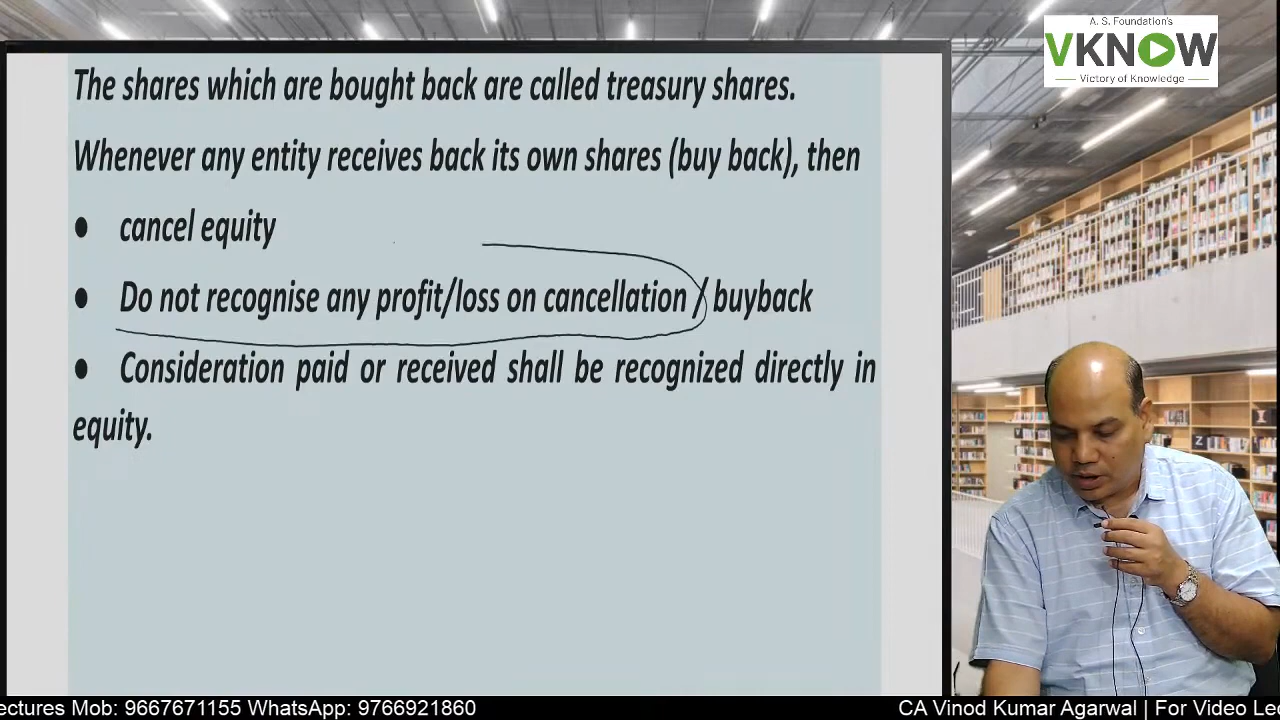 A. S. Foundation's
VKNOW
Victory of Knowledge
The shares which are bought back are called treasury shares.
Whenever any entity receives back its own shares (buy back), then
● cancel equity
● Do not recognise any profit/loss on cancellation / buyback
● Consideration paid or received shall be recognized directly in
equity.
ectures Mob: 9667671155 WhatsApp: 9766921860
CA Vinod Kumar Agarwal | For Video Lec